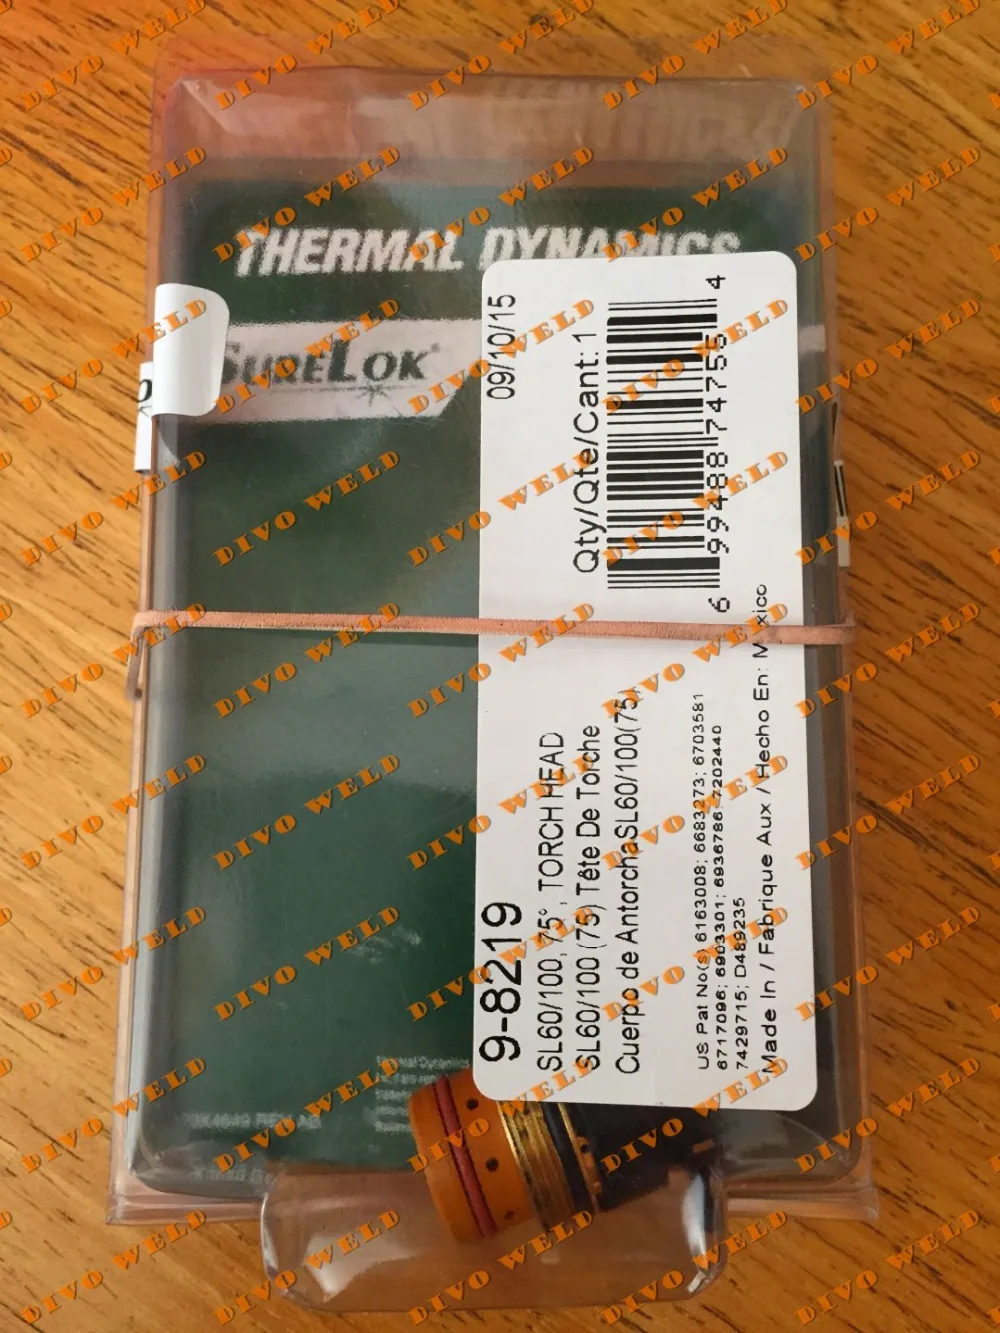 THERMAL DYNAMICS
SURELOK
09/10/15
Qty/Qte/Cant: 1
6 99488 74755 4
9-8219
SL60/100, 75°, TORCH HEAD
SL60/100 (75) Tête De Torche
Cuerpo de AntorchaSL60/100(75)
US Pat No(s) 6163008; 6683273; 6703581
6717096; 6903301; 6936786 7202440
7429715; D489235
Made In / Fabrique Aux / Hecho En: Mexico
DIVO WELD